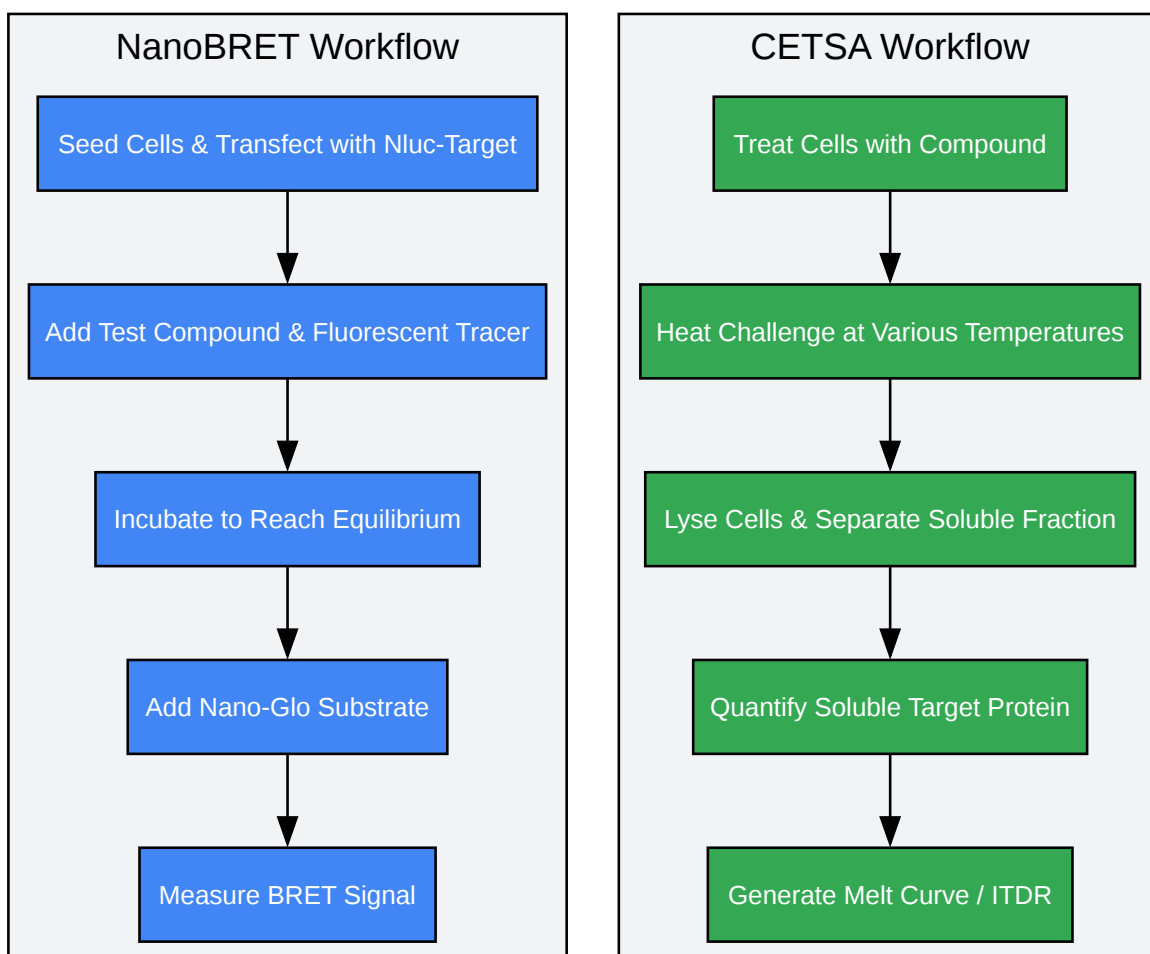 NanoBRET Workflow
Seed Cells & Transfect with Nluc-Target
Add Test Compound & Fluorescent Tracer
Incubate to Reach Equilibrium
Add Nano-Glo Substrate
Measure BRET Signal
CETSA Workflow
Treat Cells with Compound
Heat Challenge at Various Temperatures
Lyse Cells & Separate Soluble Fraction
Quantify Soluble Target Protein
Generate Melt Curve / ITDR